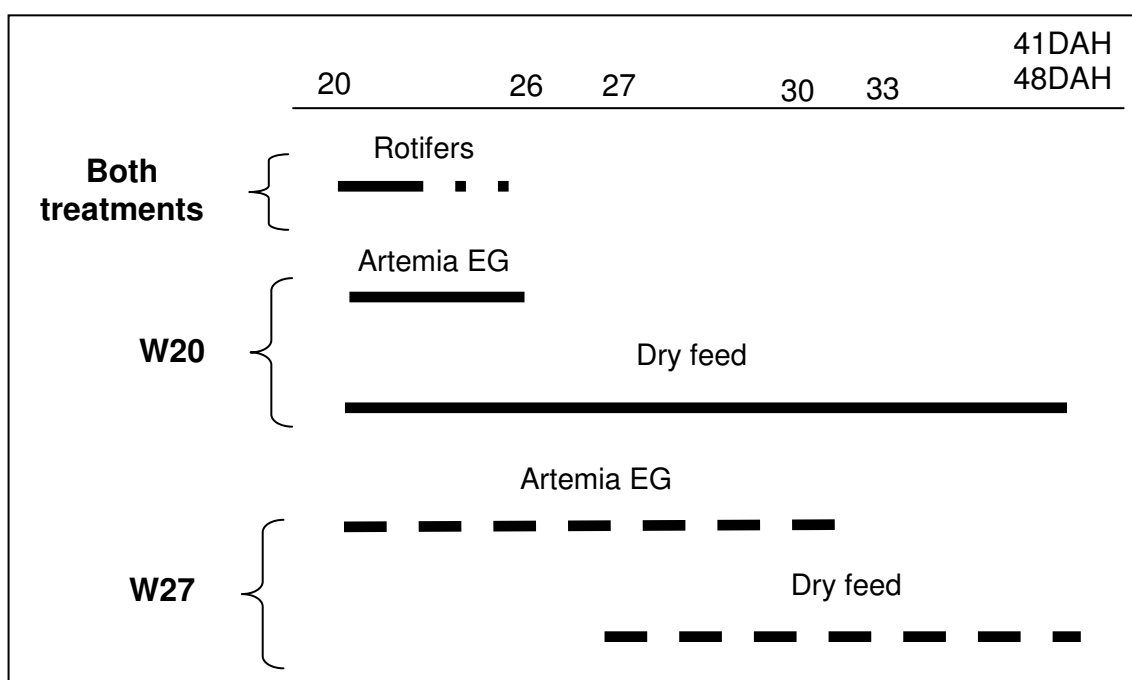 41DAH
48DAH
20 26 27 30 33
Rotifers
Both
treatments
Artemia EG
W20
Dry feed
Artemia EG
W27
Dry feed